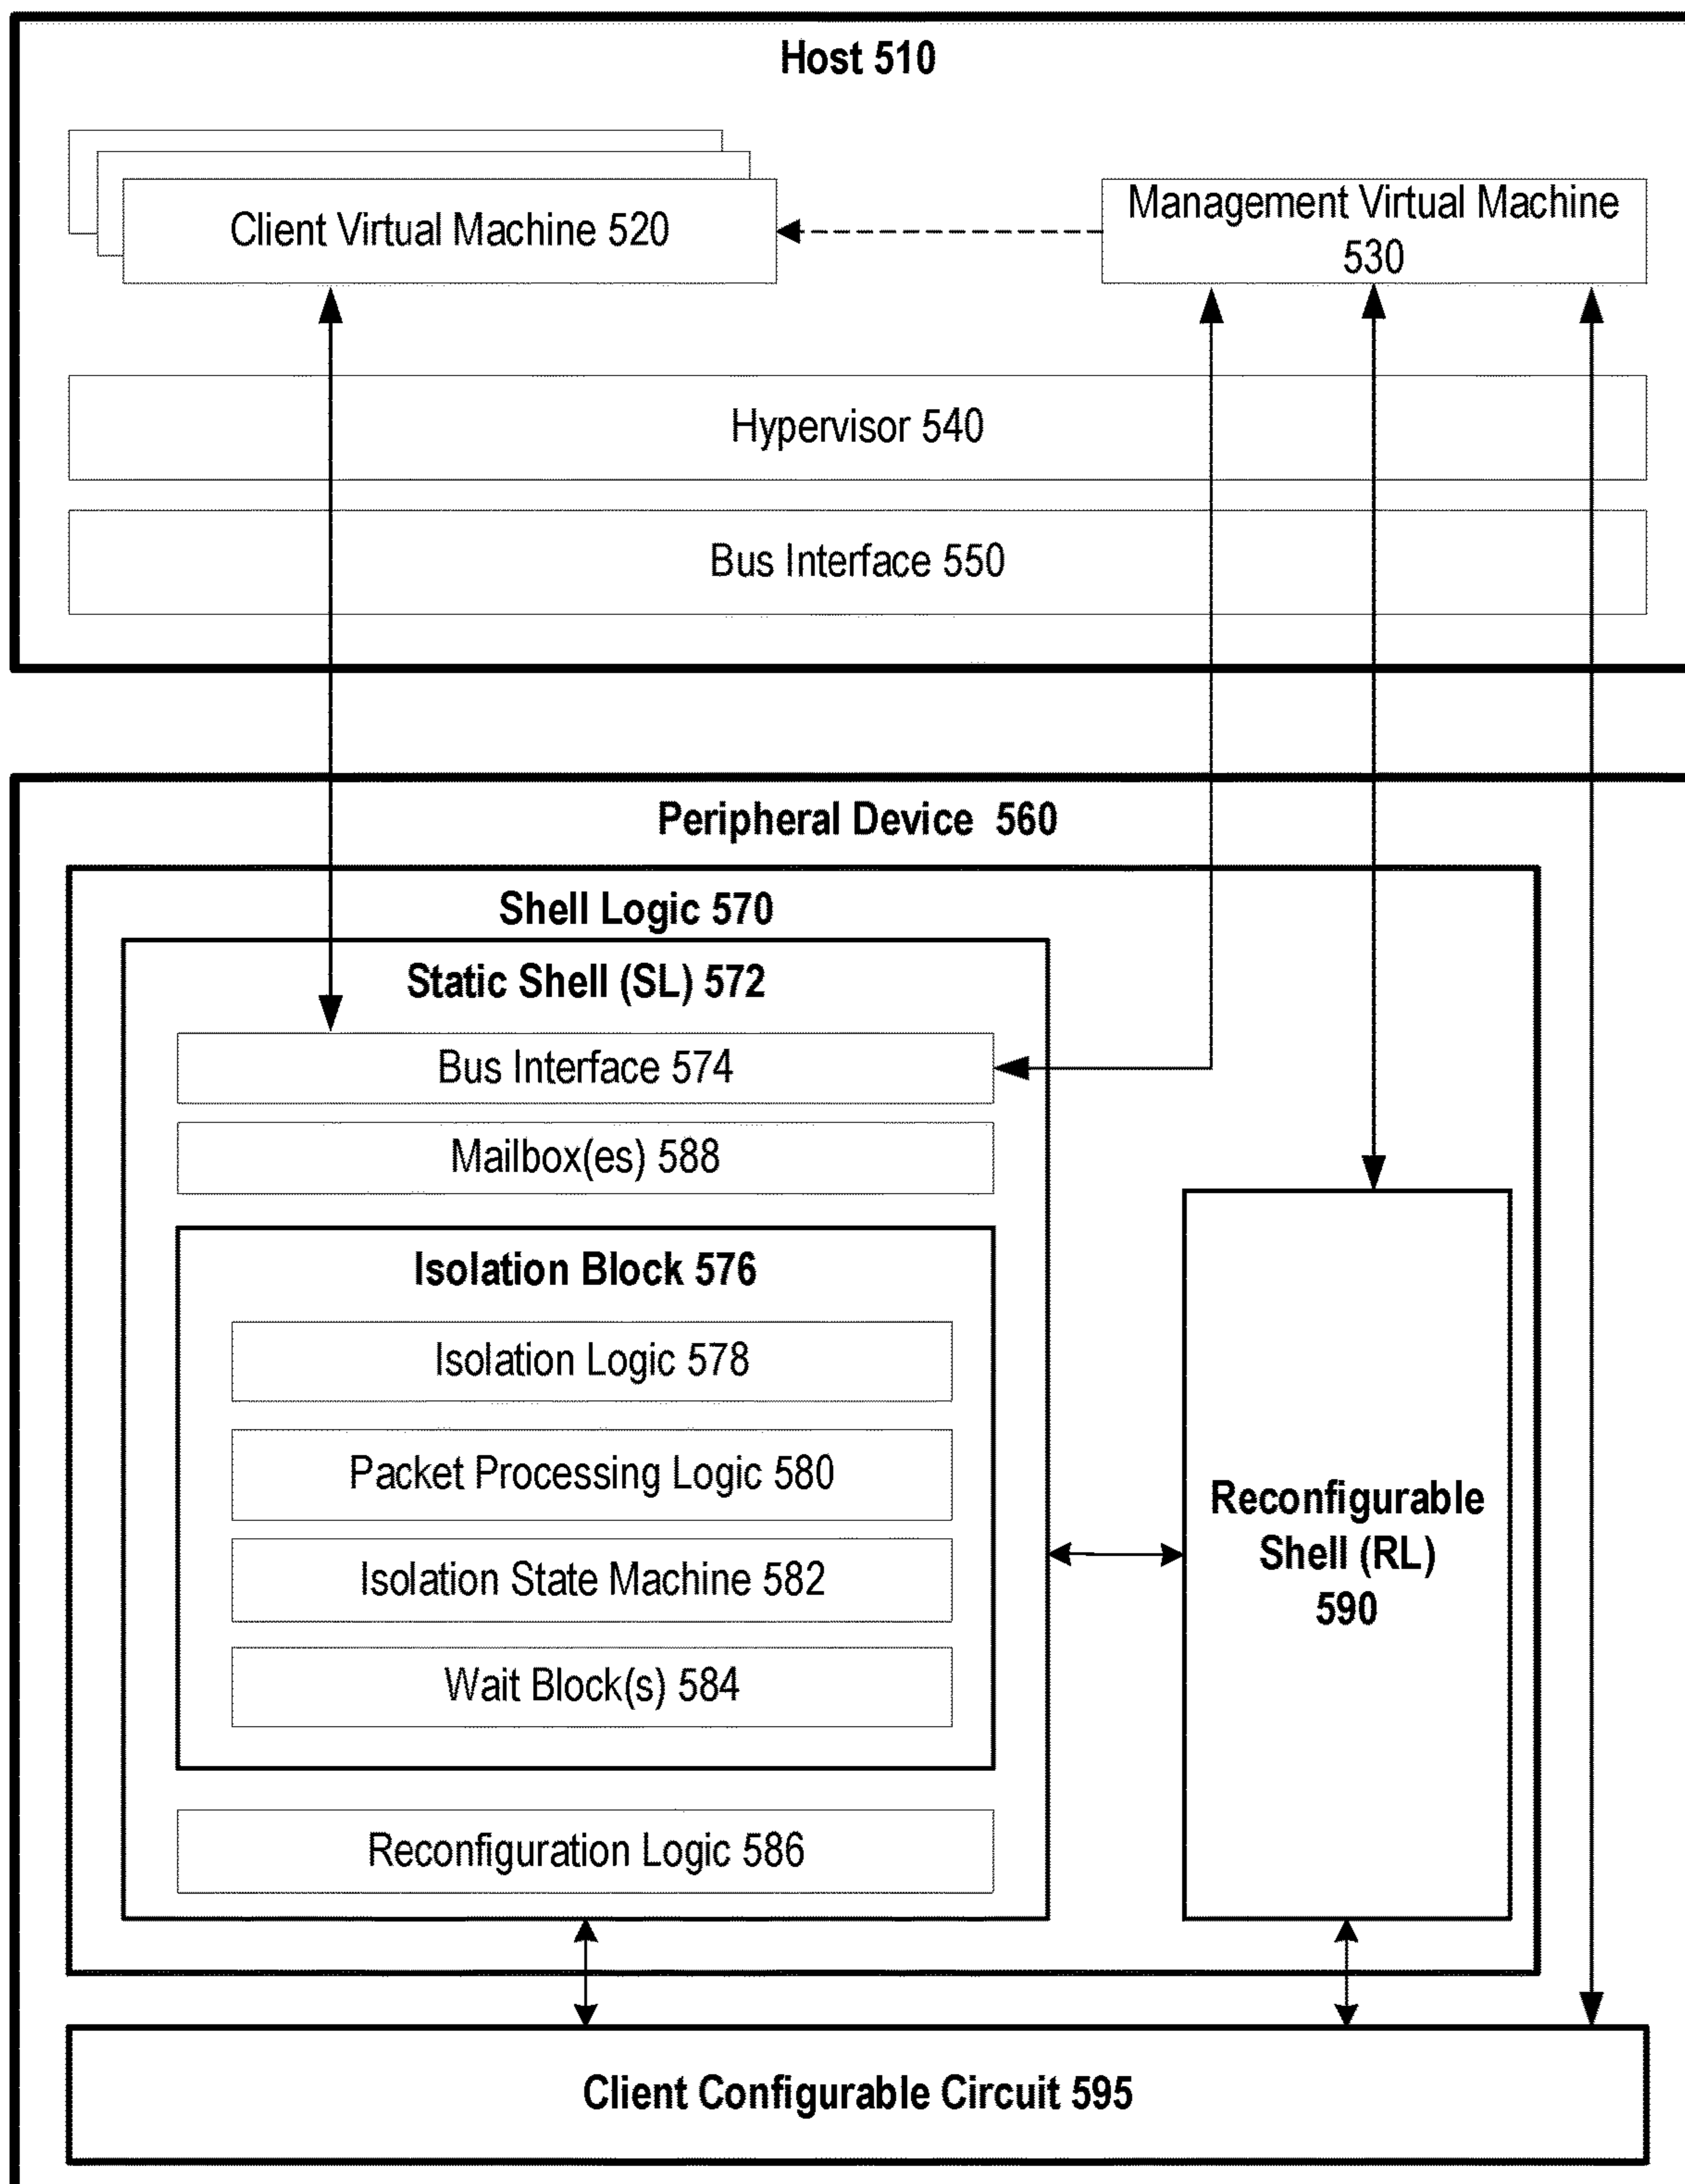 Host 510
Client Virtual Machine 520
Management Virtual Machine
530
Hypervisor 540
Bus Interface 550
Peripheral Device 560
Shell Logic 570
Static Shell (SL) 572
Bus Interface 574
Mailbox(es) 588
Isolation Block 576
Isolation Logic 578
Packet Processing Logic 580
Isolation State Machine 582
Wait Block(s) 584
Reconfiguration Logic 586
Reconfigurable
Shell (RL)
590
Client Configurable Circuit 595